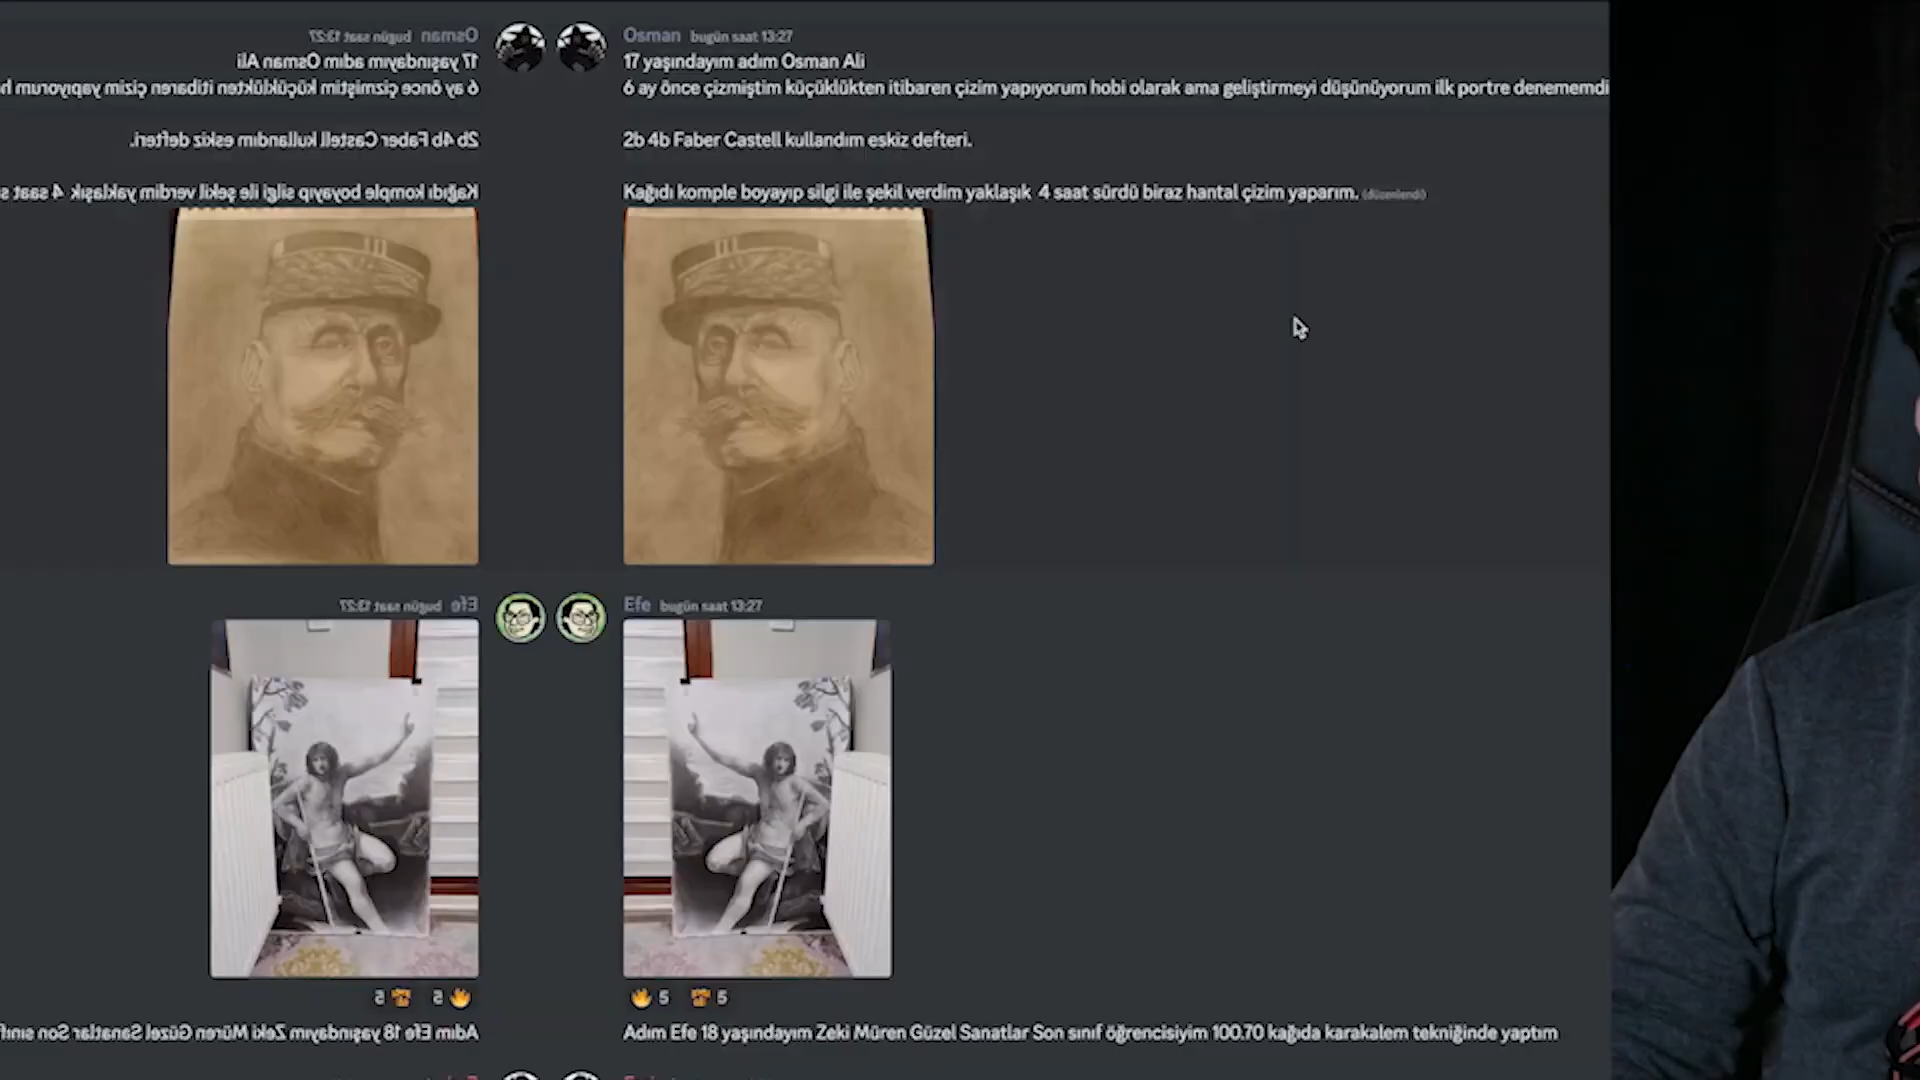 Osman bugün saat 13:27
17 yaşındayım adım Osman Ali
6 ay önce çizmiştim küçüklükten itibaren çizim yapıyorum hobi olarak ama geliştirmeyi düşünüyorum ilk portre denememdi
2b 4b Faber Castell kullandım eskiz defteri.
Kağıdı komple boyayıp silgi ile şekil verdim yaklaşık 4 saat sürdü biraz hantal çizim yaparım. (düzenlendi)
Efe bugün saat 13:27
5 5
Adım Efe 18 yaşındayım Zeki Müren Güzel Sanatlar Son sınıf öğrencisiyim 100.70 kağıda karakalem tekniğinde yaptım